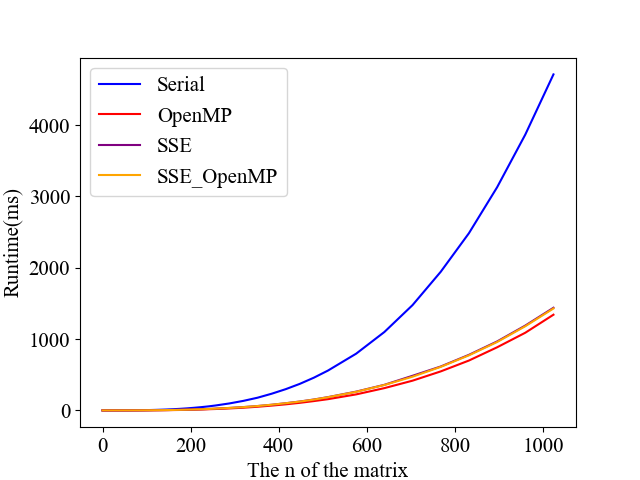 Serial
OpenMP
SSE
SSE_OpenMP
4000
3000
2000
1000
0
Runtime(ms)
0 200 400 600 800 1000
The n of the matrix